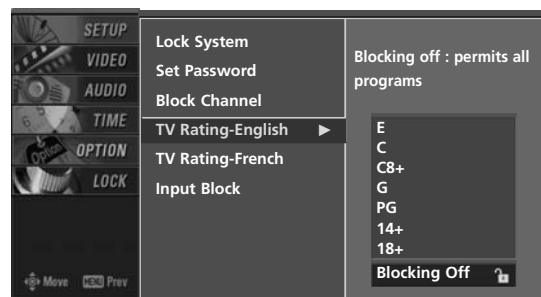 SETUP
VIDEO
AUDIO
TIME
OPTION
LOCK
Move MENU Prev
Lock System
Set Password
Block Channel
TV Rating-English ▶
TV Rating-French
Input Block
Blocking off : permits all
programs
E
C
C8+
G
PG
14+
18+
Blocking Off